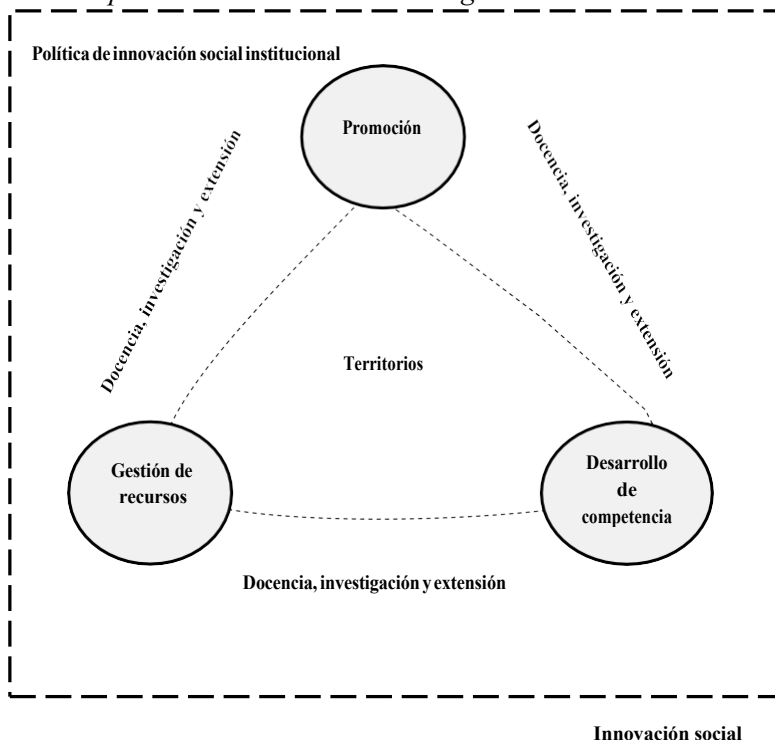 Política de innovación social institucional
Promoción
Docencia, investigación y extensión
Docencia, investigación y extensión
Territorios
Gestión de
recursos
Desarrollo
de
competencia
Docencia, investigación y extensión
Innovación social